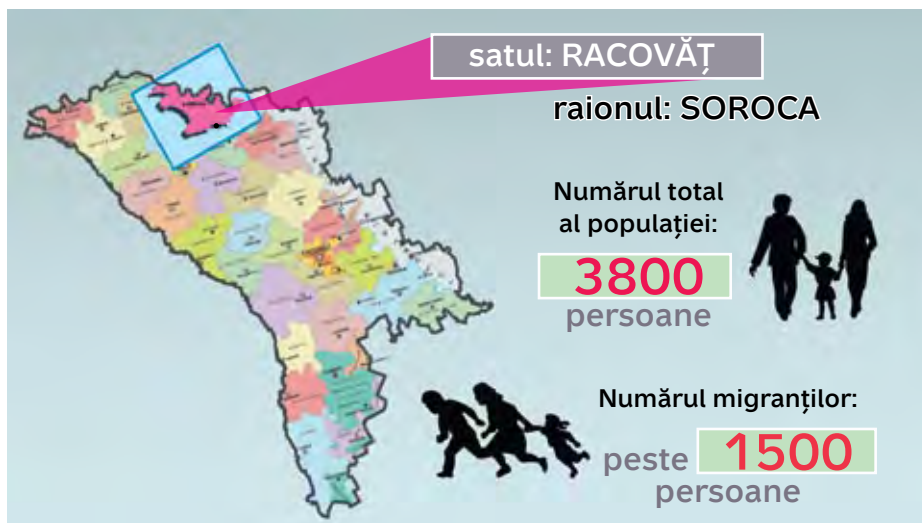 satul: RACOVĂȚ
raionul: SOROCA
Numărul total
al populației:
3800
persoane
Numărul migranților:
peste 1500
persoane